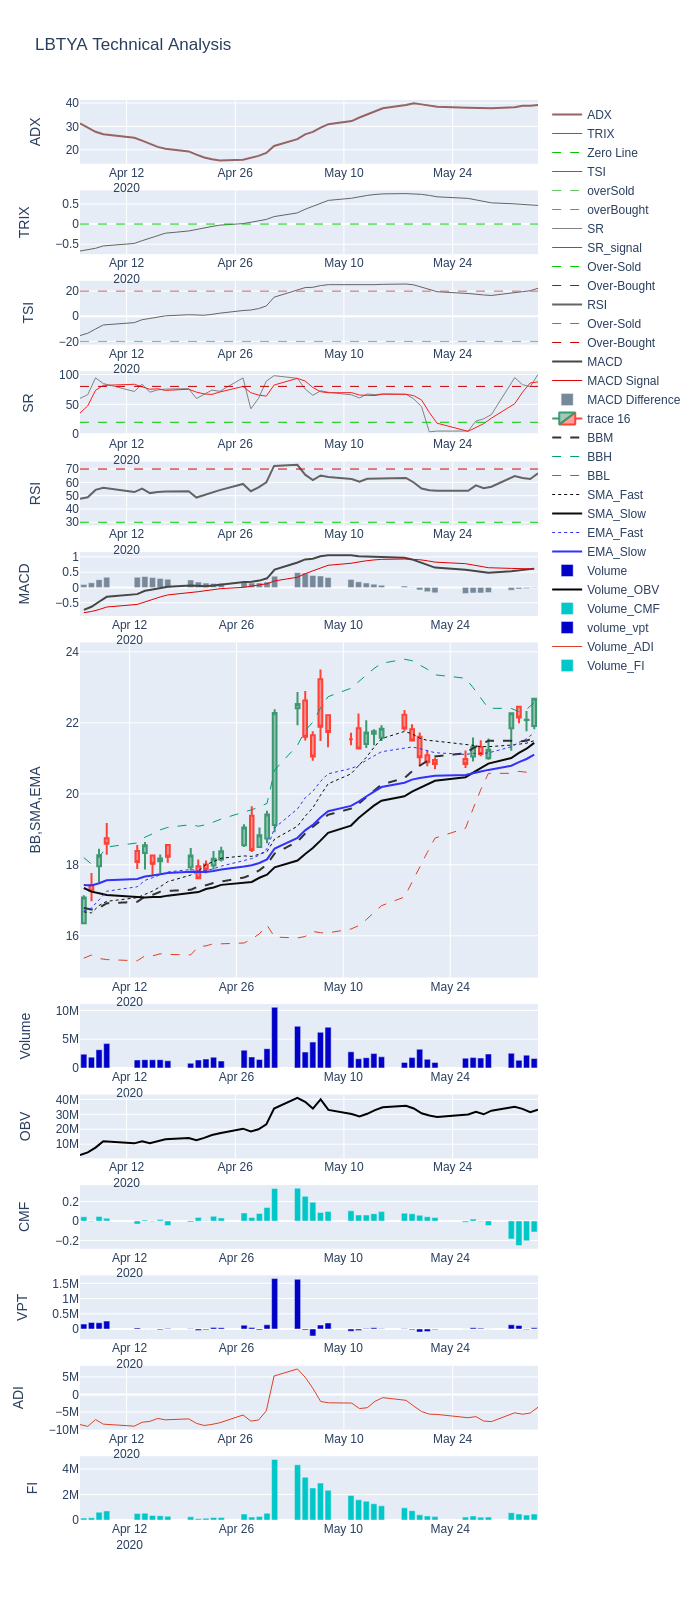 LBTYA Technical Analysis
ADX
40
30
20
Apr 12
2020
Apr 26
May 10
May 24
TRIX
0.5
0
−0.5
Apr 12
2020
Apr 26
May 10
May 24
TSI
20
0
−20
Apr 12
2020
Apr 26
May 10
May 24
SR
100
50
0
Apr 12
2020
Apr 26
May 10
May 24
RSI
70
60
50
40
30
Apr 12
2020
Apr 26
May 10
May 24
MACD
1
0.5
0
−0.5
Apr 12
2020
Apr 26
May 10
May 24
BB,SMA,EMA
24
22
20
18
16
Apr 12
2020
Apr 26
May 10
May 24
Volume
10M
5M
0
Apr 12
2020
Apr 26
May 10
May 24
OBV
40M
30M
20M
10M
Apr 12
2020
Apr 26
May 10
May 24
CMF
0.2
0
−0.2
Apr 12
2020
Apr 26
May 10
May 24
VPT
1.5M
1M
0.5M
0
Apr 12
2020
Apr 26
May 10
May 24
ADI
5M
0
−5M
−10M
Apr 12
2020
Apr 26
May 10
May 24
FI
4M
2M
0
Apr 12
2020
Apr 26
May 10
May 24
ADX
TRIX
Zero Line
TSI
overSold
overBought
SR
SR_signal
Over-Sold
Over-Bought
RSI
Over-Sold
Over-Bought
MACD
MACD Signal
MACD Difference
trace 16
BBM
BBH
BBL
SMA_Fast
SMA_Slow
EMA_Fast
EMA_Slow
Volume
Volume_OBV
Volume_CMF
volume_vpt
Volume_ADI
Volume_FI